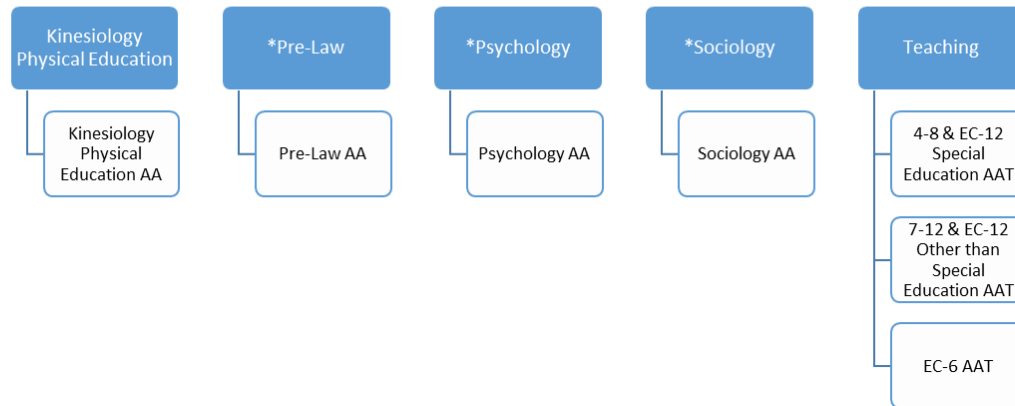 Kinesiology
Physical Education
*Pre-Law
*Psychology
*Sociology
Teaching
Kinesiology
Physical
Education AA
Pre-Law AA
Psychology AA
Sociology AA
4-8 & EC-12
Special
Education AAT
7-12 & EC-12
Other than
Special
Education AAT
EC-6 AAT